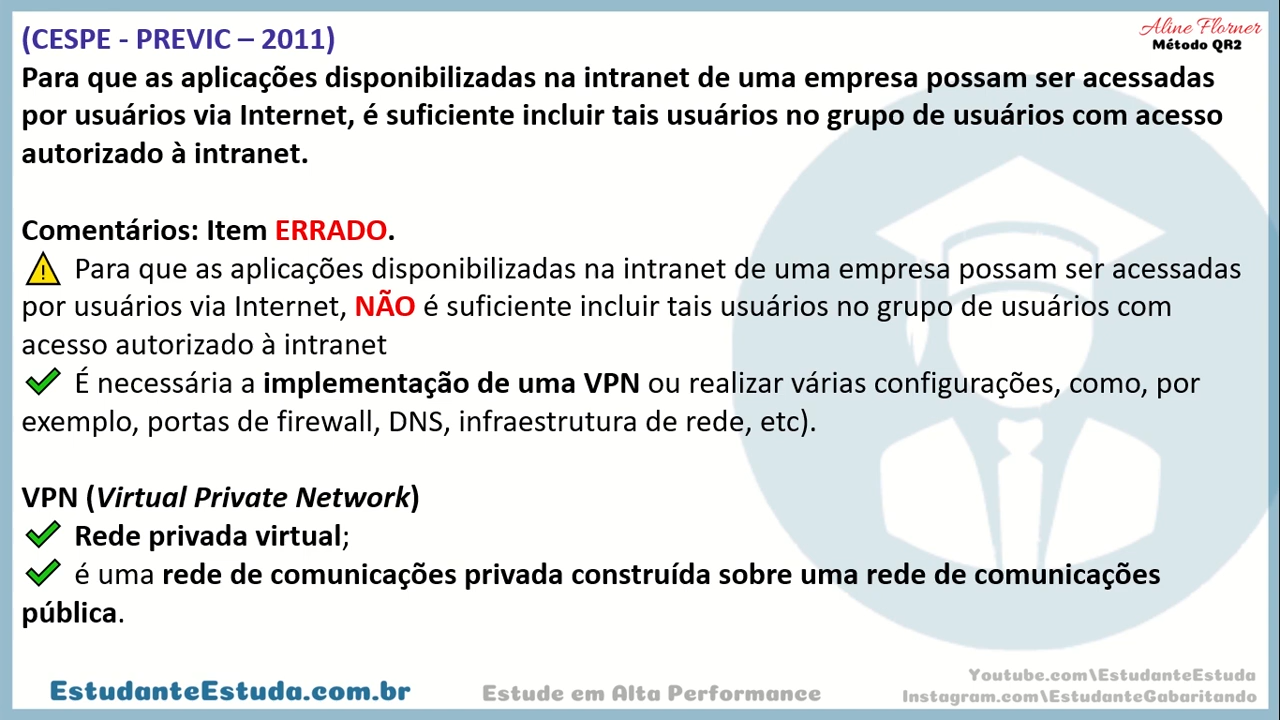 (CESPE - PREVIC – 2011)
Aline Florner
Método QR2
Para que as aplicações disponibilizadas na intranet de uma empresa possam ser acessadas
por usuários via Internet, é suficiente incluir tais usuários no grupo de usuários com acesso
autorizado à intranet.
Comentários: Item ERRADO.
Para que as aplicações disponibilizadas na intranet de uma empresa possam ser acessadas
por usuários via Internet, NÃO é suficiente incluir tais usuários no grupo de usuários com
acesso autorizado à intranet
É necessária a implementação de uma VPN ou realizar várias configurações, como, por
exemplo, portas de firewall, DNS, infraestrutura de rede, etc).
VPN (Virtual Private Network)
Rede privada virtual;
é uma rede de comunicações privada construída sobre uma rede de comunicações
pública.
EstudanteEstuda.com.br
Estude em Alta Performance
Youtube.com\EstudanteEstuda
Instagram.com\EstudanteGabaritando